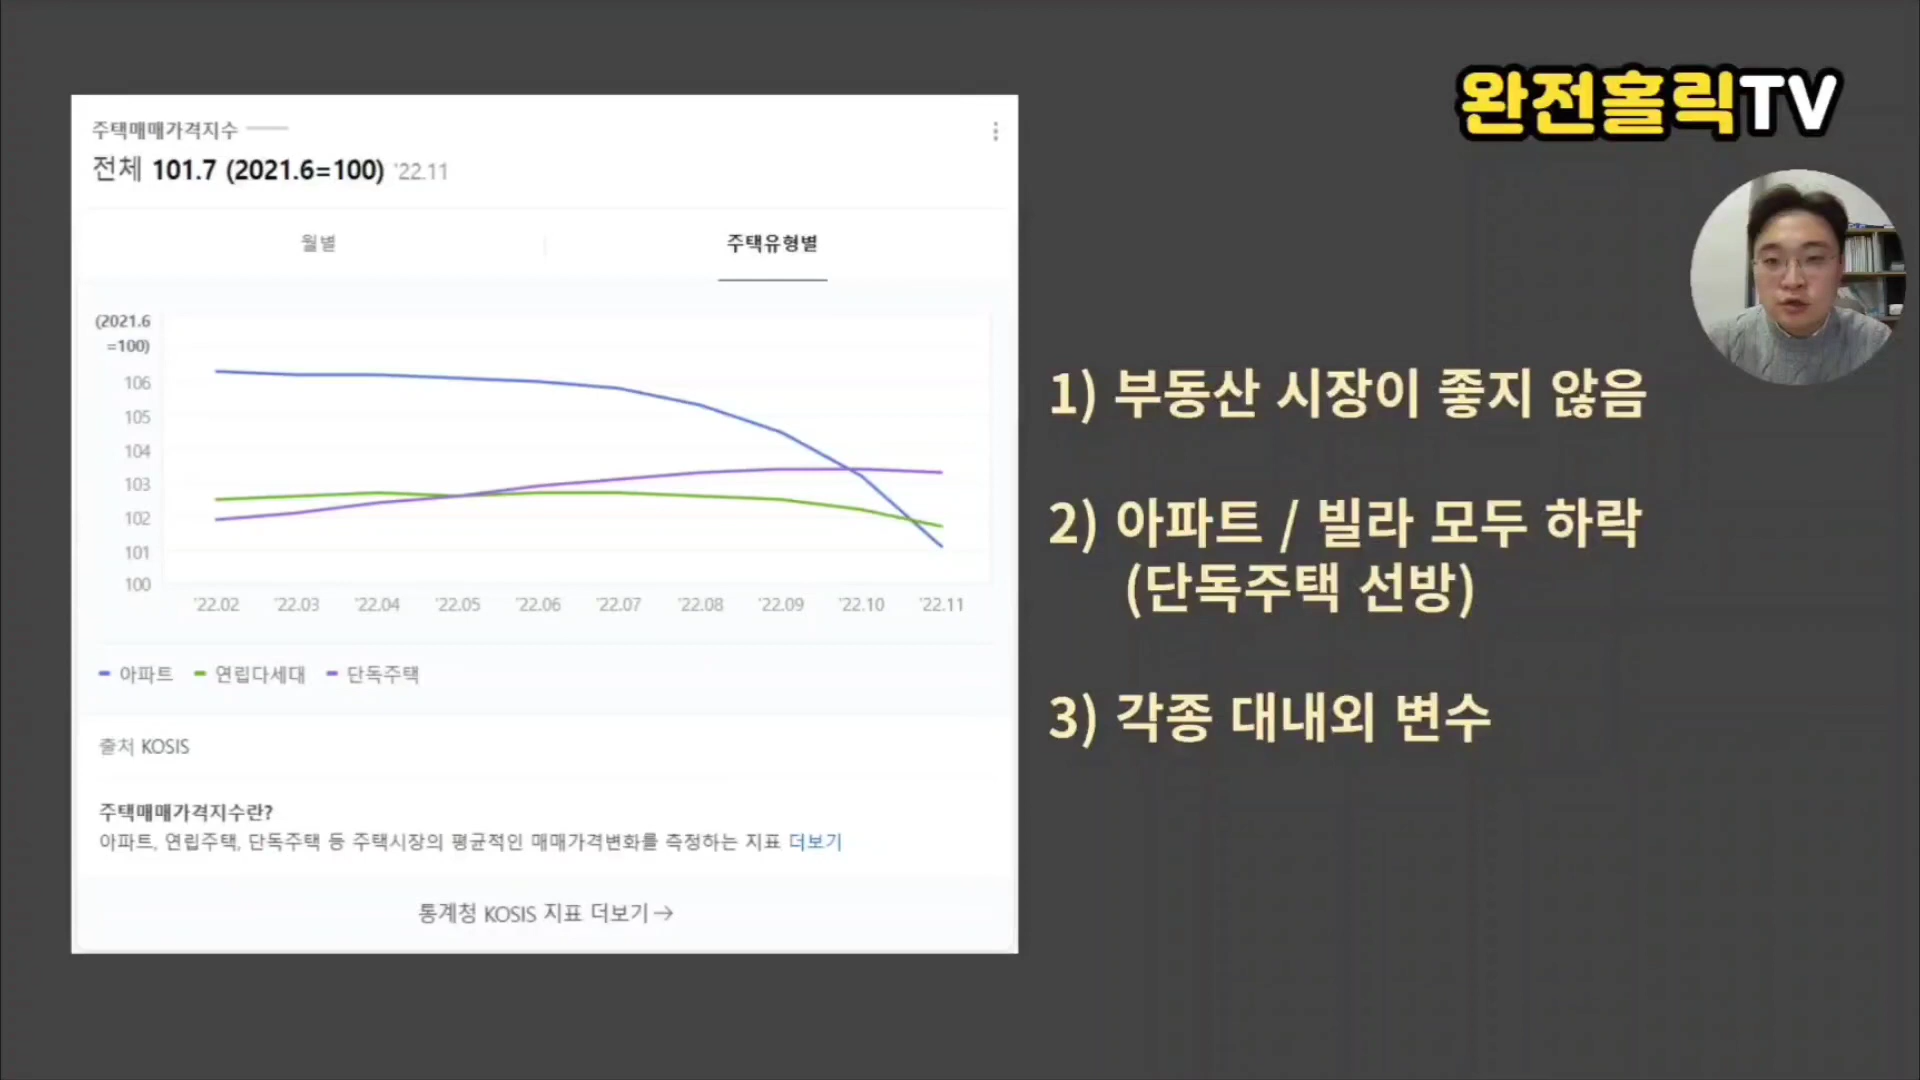 완전홀릭TV
주택매매가격지수
전체 101.7 (2021.6=100) '22.11
월별
주택유형별
(2021.6
=100)
106
105
104
103
102
101
100
'22.02 '22.03 '22.04 '22.05 '22.06 '22.07 '22.08 '22.09 '22.10 '22.11
아파트 연립다세대 단독주택
출처 KOSIS
주택매매가격지수란?
아파트, 연립주택, 단독주택 등 주택시장의 평균적인 매매가격변화를 측정하는 지표 더보기
통계청 KOSIS 지표 더보기→
1) 부동산 시장이 좋지 않음
2) 아파트 / 빌라 모두 하락
(단독주택 선방)
3) 각종 대내외 변수